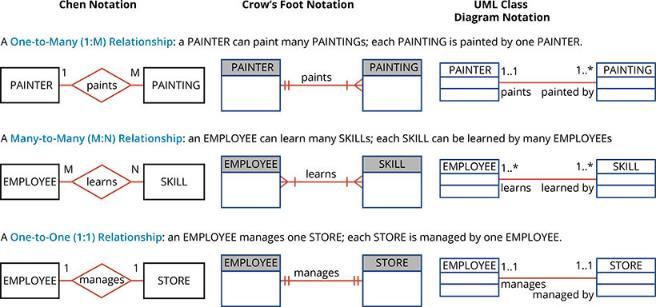 Chen Notation Crow's Foot Notation UML Class
Diagram Notation
A One-to-Many (1:M) Relationship: a PAINTER can paint many PAINTINGs; each PAINTING is painted by one PAINTER.
PAINTER 1 paints M PAINTING
PAINTER paints PAINTING
PAINTER 1..1 1..* PAINTING
paints painted by
A Many-to-Many (M:N) Relationship: an EMPLOYEE can learn many SKILLs; each SKILL can be learned by many EMPLOYEEs
EMPLOYEE M learns N SKILL
EMPLOYEE learns SKILL
EMPLOYEE 1..* 1..* SKILL
learns learned by
A One-to-One (1:1) Relationship: an EMPLOYEE manages one STORE; each STORE is managed by one EMPLOYEE.
EMPLOYEE 1 manages 1 STORE
EMPLOYEE manages STORE
EMPLOYEE 1..1 1..1 STORE
manages
managed by